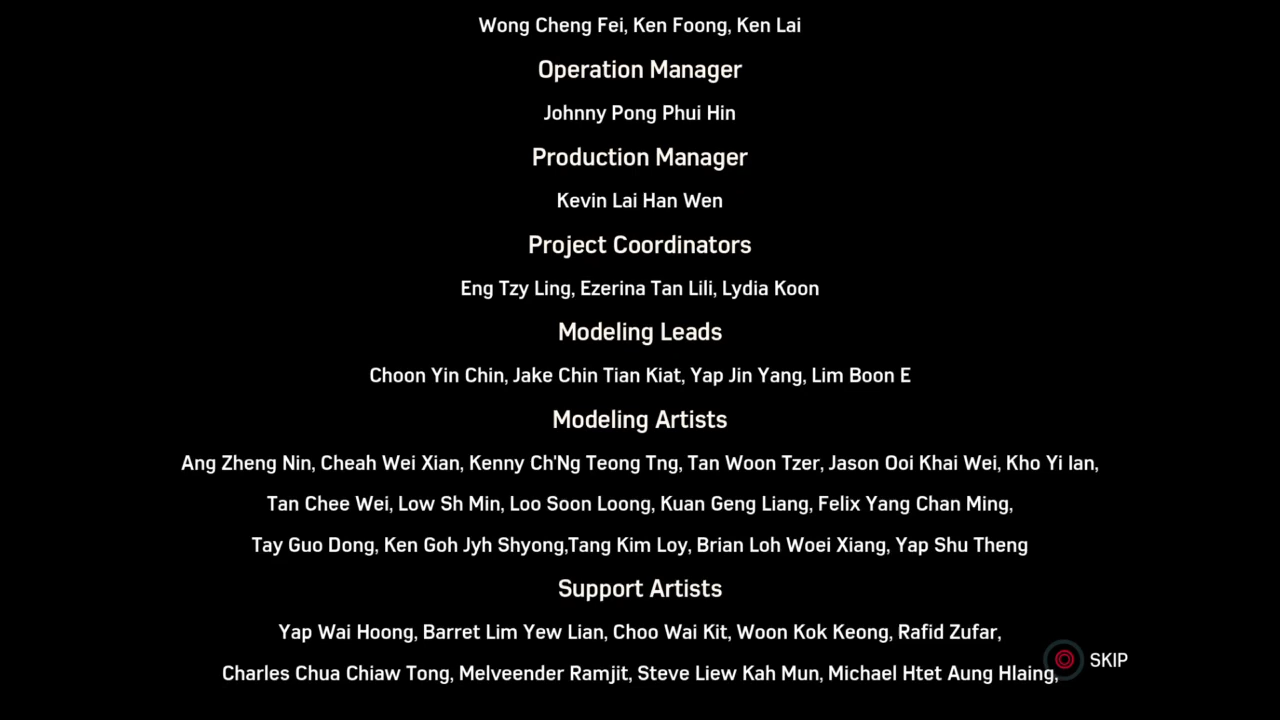 Wong Cheng Fei, Ken Foong, Ken Lai
Operation Manager
Johnny Pong Phui Hin
Production Manager
Kevin Lai Han Wen
Project Coordinators
Eng Tzy Ling, Ezerina Tan Lili, Lydia Koon
Modeling Leads
Choon Yin Chin, Jake Chin Tian Kiat, Yap Jin Yang, Lim Boon E
Modeling Artists
Ang Zheng Nin, Cheah Wei Xian, Kenny Ch'Ng Teong Tng, Tan Woon Tzer, Jason Ooi Khai Wei, Kho Yi Ian,
Tan Chee Wei, Low Sh Min, Loo Soon Loong, Kuan Geng Liang, Felix Yang Chan Ming,
Tay Guo Dong, Ken Goh Jyh Shyong,Tang Kim Loy, Brian Loh Woei Xiang, Yap Shu Theng
Support Artists
Yap Wai Hoong, Barret Lim Yew Lian, Choo Wai Kit, Woon Kok Keong, Rafid Zufar,
Charles Chua Chiaw Tong, Melveender Ramjit, Steve Liew Kah Mun, Michael Htet Aung Hlaing,
SKIP